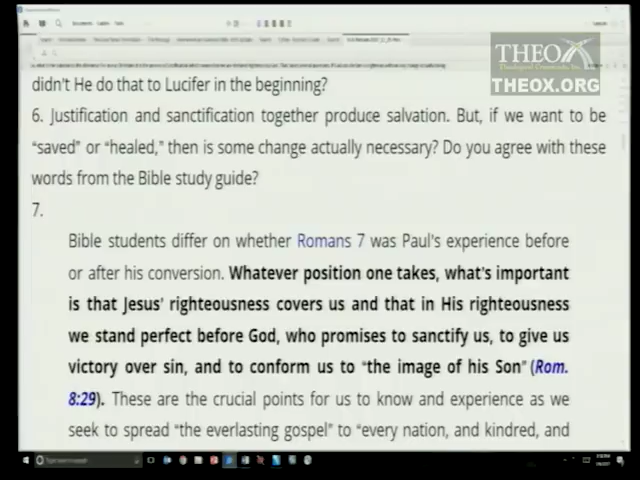 THEOX
THEOX.ORG
didn't He do that to Lucifer in the beginning?
6. Justification and sanctification together produce salvation. But, if we want to be
"saved" or "healed," then is some change actually necessary? Do you agree with these
words from the Bible study guide?
7.
Bible students differ on whether Romans 7 was Paul's experience before
or after his conversion. Whatever position one takes, what's important
is that Jesus' righteousness covers us and that in His righteousness
we stand perfect before God, who promises to sanctify us, to give us
victory over sin, and to conform us to "the image of his Son" (Rom.
8:29). These are the crucial points for us to know and experience as we
seek to spread "the everlasting gospel" to "every nation, and kindred, and